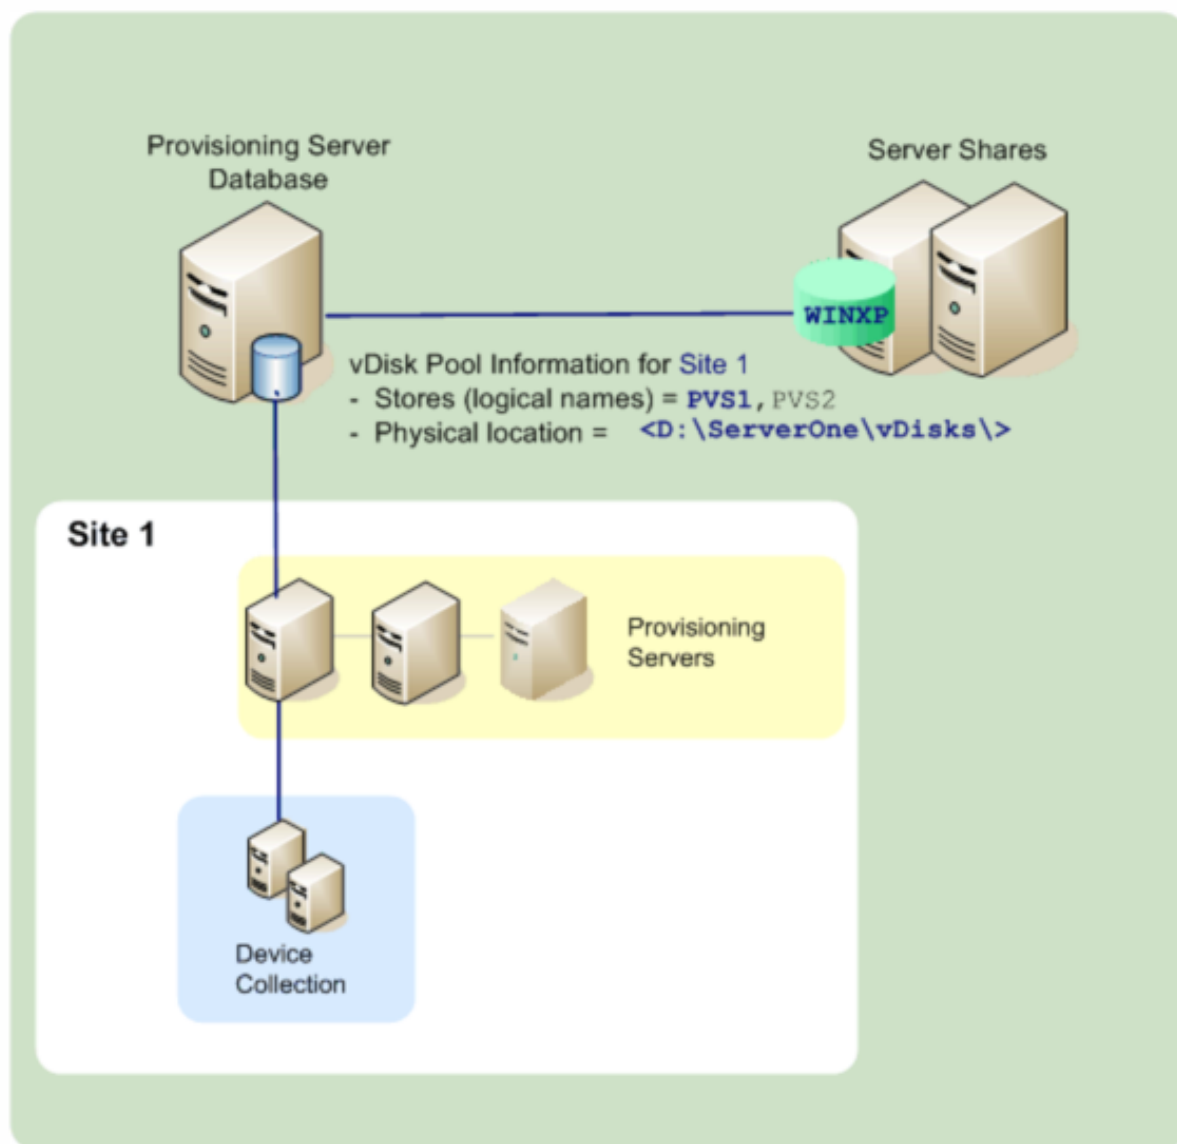 Provisioning Server
Database
Server Shares
WINXP
vDisk Pool Information for Site 1
- Stores (logical names) = PVS1, PVS2
- Physical location = <D:\ServerOne\vDisks\>
Site 1
Provisioning
Servers
Device
Collection